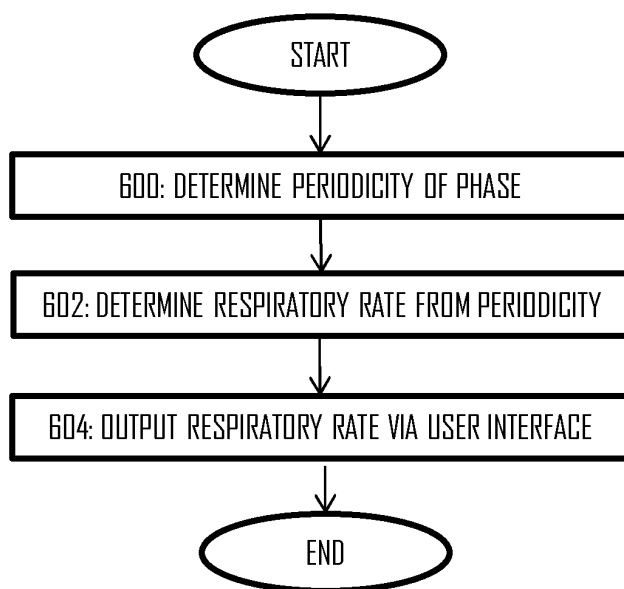 START
600: DETERMINE PERIODICITY OF PHASE
602: DETERMINE RESPIRATORY RATE FROM PERIODICITY
604: OUTPUT RESPIRATORY RATE VIA USER INTERFACE
END